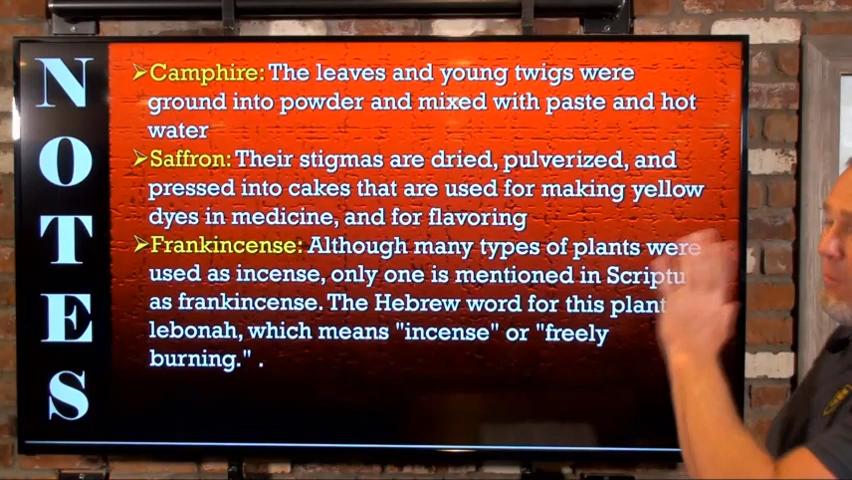 NOTES
➢Camphire: The leaves and young twigs were
ground into powder and mixed with paste and hot
water
➢Saffron: Their stigmas are dried, pulverized, and
pressed into cakes that are used for making yellow
dyes in medicine, and for flavoring
➢Frankincense: Although many types of plants were
used as incense, only one is mentioned in Scriptu
as frankincense. The Hebrew word for this plant
lebonah, which means "incense" or "freely
burning." .